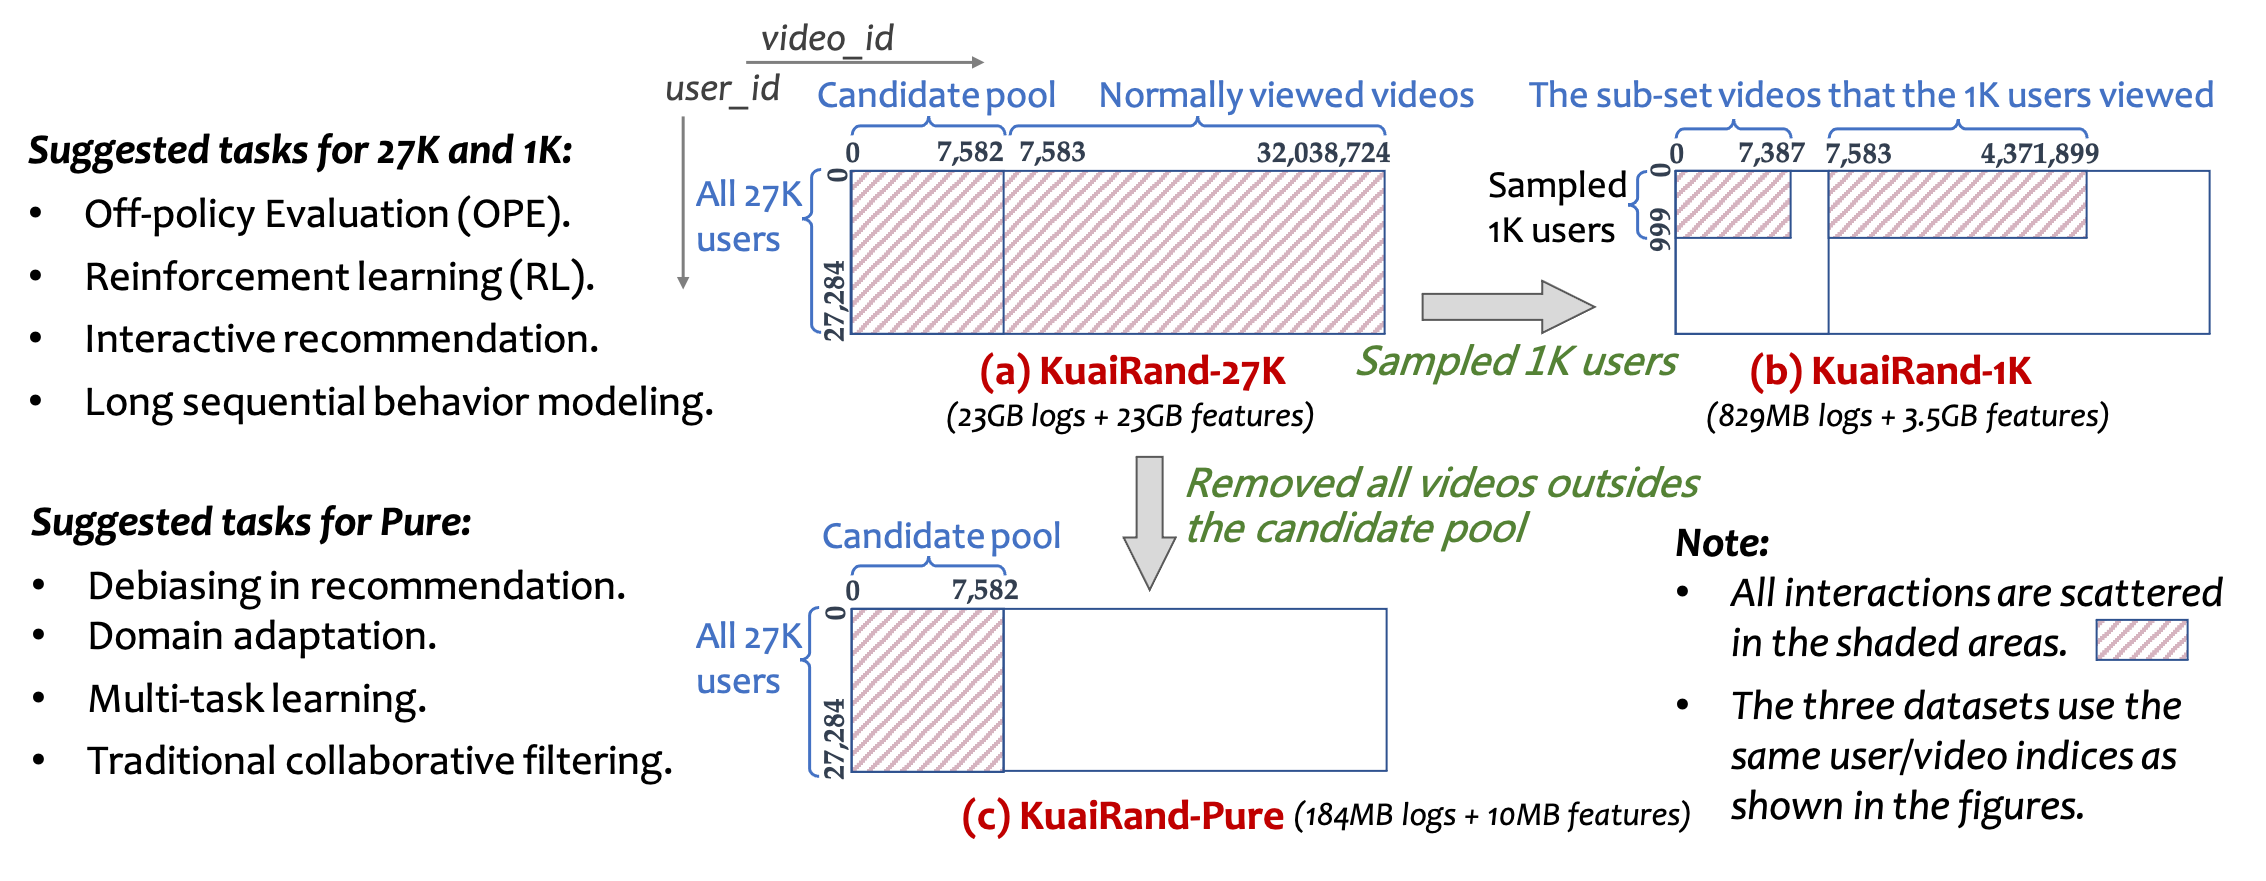 video_id
user_id
Suggested tasks for 27K and 1K:
• Off-policy Evaluation (OPE).
• Reinforcement learning (RL).
• Interactive recommendation.
• Long sequential behavior modeling.
Candidate pool
Normally viewed videos
0
7,582
7,583
32,038,724
All 27K
users
0
27,284
(a) KuaiRand-27K
(23GB logs + 23GB features)
Sampled 1K users
The sub-set videos that the 1K users viewed
0
7,387
7,583
4,371,899
Sampled
1K users
0
999
(b) KuaiRand-1K
(829MB logs + 3.5GB features)
Removed all videos outsides
the candidate pool
Suggested tasks for Pure:
• Debiasing in recommendation.
• Domain adaptation.
• Multi-task learning.
• Traditional collaborative filtering.
Candidate pool
0
7,582
All 27K
users
0
27,284
(c) KuaiRand-Pure (184MB logs + 10MB features)
Note:
• All interactions are scattered
in the shaded areas.
• The three datasets use the
same user/video indices as
shown in the figures.